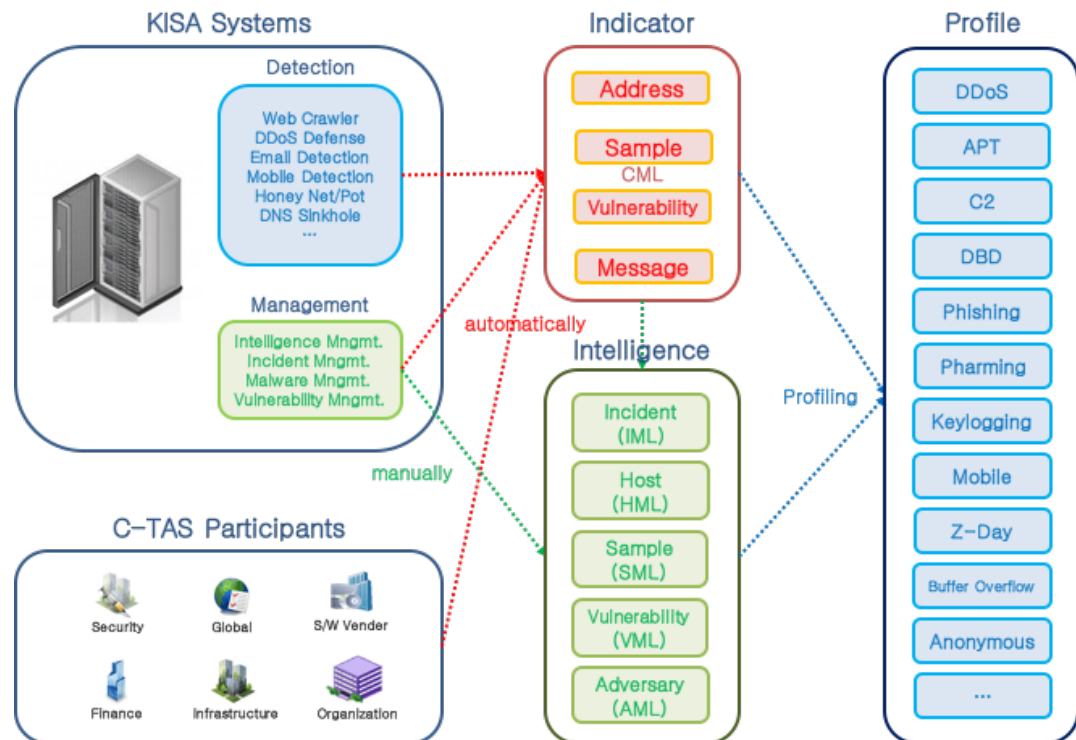 KISA Systems
Detection
Web Crawler
DDoS Defense
Email Detection
Mobile Detection
Honey Net/Pot
DNS Sinkhole
...
Management
Intelligence Mngmt.
Incident Mngmt.
Malware Mngmt.
Vulnerability Mngmt.
automatically
manually
C-TAS Participants
Security
Global
S/W Vender
Finance
Infrastructure
Organization
Indicator
Address
Sample
CML
Vulnerability
Message
Intelligence
Incident
(IML)
Host
(HML)
Sample
(SML)
Vulnerability
(VML)
Adversary
(AML)
Profiling
Profile
DDoS
APT
C2
DBD
Phishing
Pharming
Keylogging
Mobile
Z-Day
Buffer Overflow
Anonymous
...